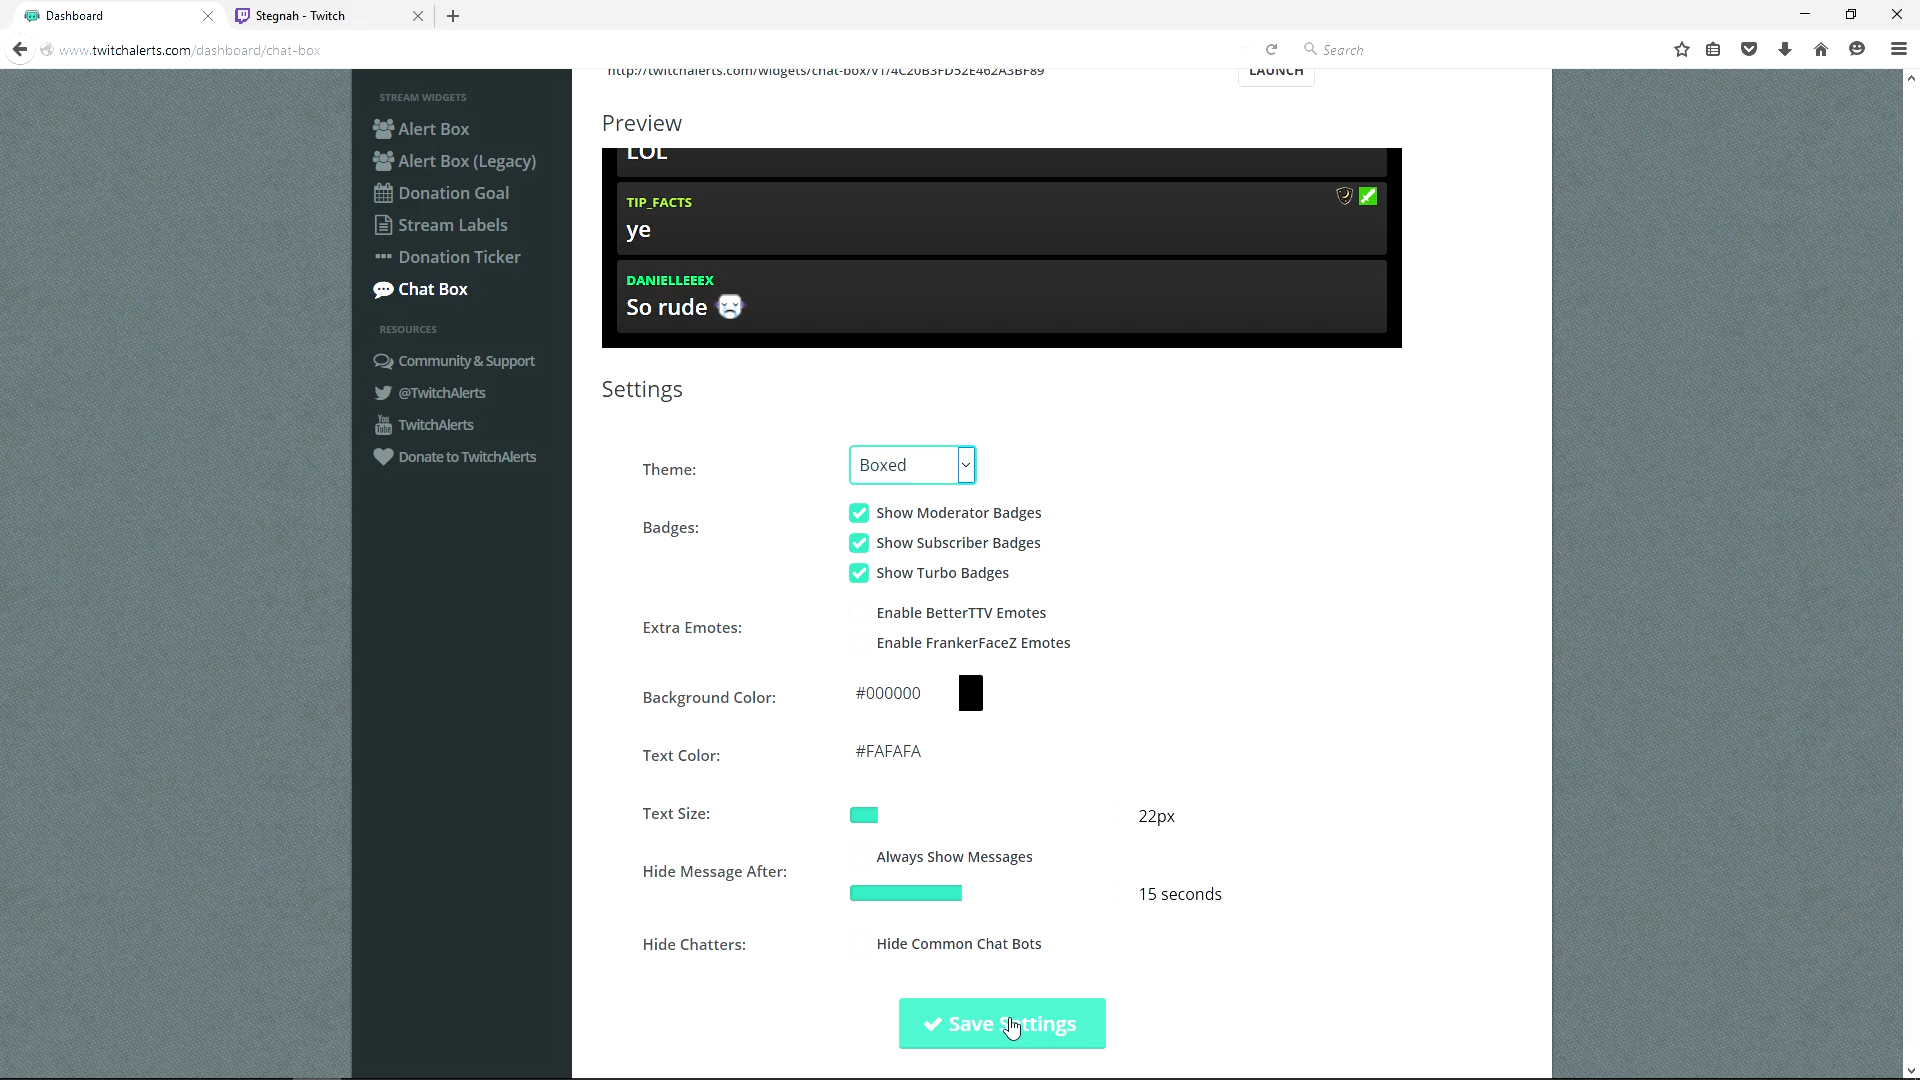 Dashboard
Stegnah - Twitch
www.twitchalerts.com/dashboard/chat-box
Search
LAUNCH
STREAM WIDGETS
Alert Box
Alert Box (Legacy)
Donation Goal
Stream Labels
Donation Ticker
Chat Box
RESOURCES
Community & Support
@TwitchAlerts
You
Tube
TwitchAlerts
Donate to TwitchAlerts
Preview
LOL
TIP_FACTS
ye
DANIELLEEEX
So rude
Settings
Theme:
Boxed
Badges:
Show Moderator Badges
Show Subscriber Badges
Show Turbo Badges
Extra Emotes:
Enable BetterTTV Emotes
Enable FrankerFaceZ Emotes
Background Color:
#000000
Text Color:
#FAFAFA
Text Size:
22px
Hide Message After:
Always Show Messages
15 seconds
Hide Chatters:
Hide Common Chat Bots
Save Settings